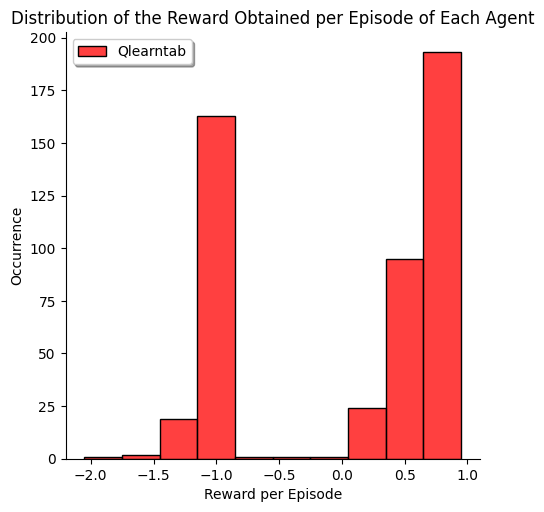 Distribution of the Reward Obtained per Episode of Each Agent
Qlearntab
200
175
150
125
100
75
50
25
0
Occurrence
−2.0 −1.5 −1.0 −0.5 0.0 0.5 1.0
Reward per Episode